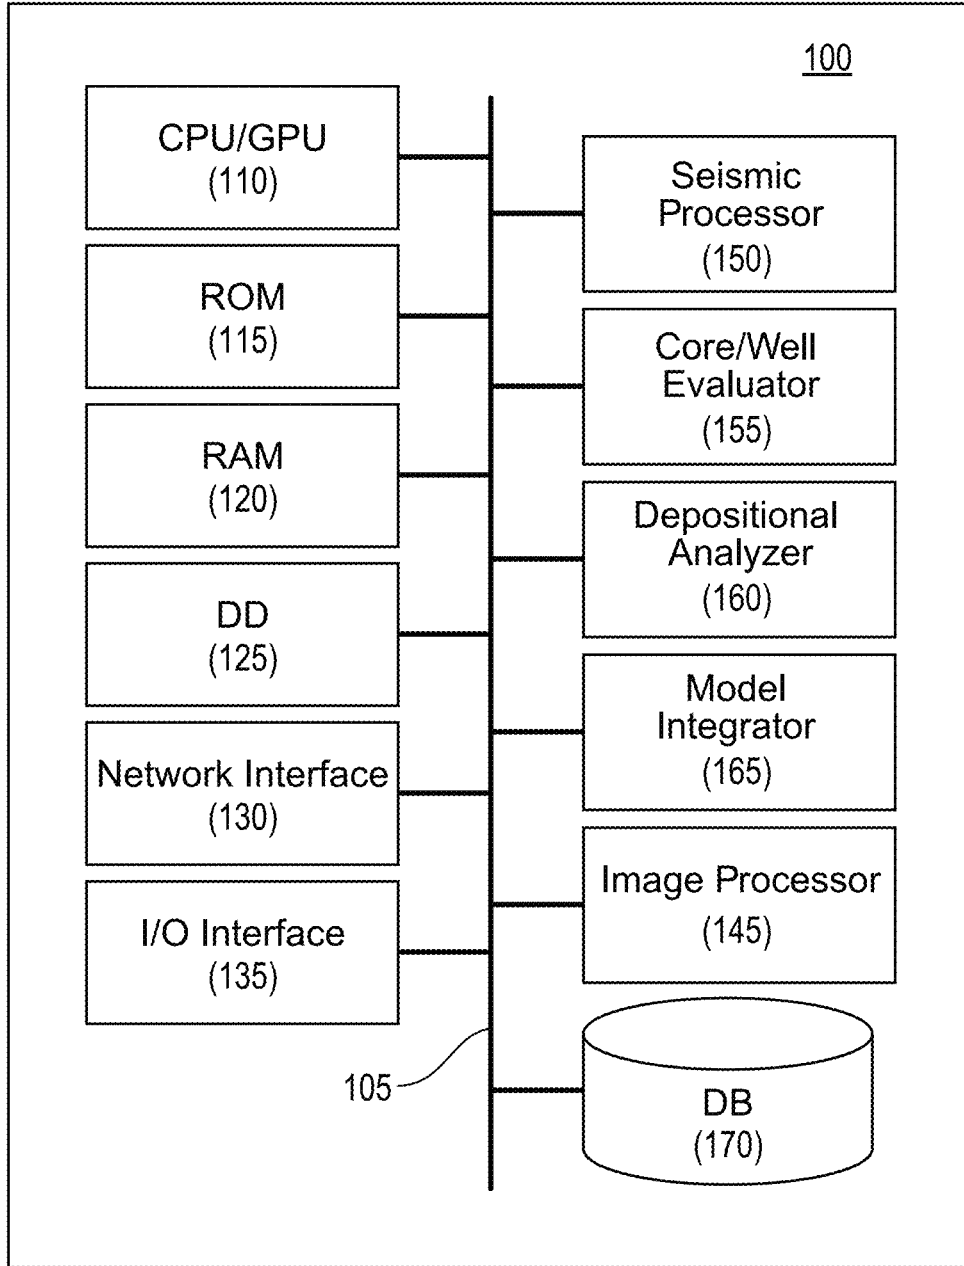 100
CPU/GPU
(110)
ROM
(115)
RAM
(120)
DD
(125)
Network Interface
(130)
I/O Interface
(135)
105
Seismic
Processor
(150)
Core/Well
Evaluator
(155)
Depositional
Analyzer
(160)
Model
Integrator
(165)
Image Processor
(145)
DB
(170)